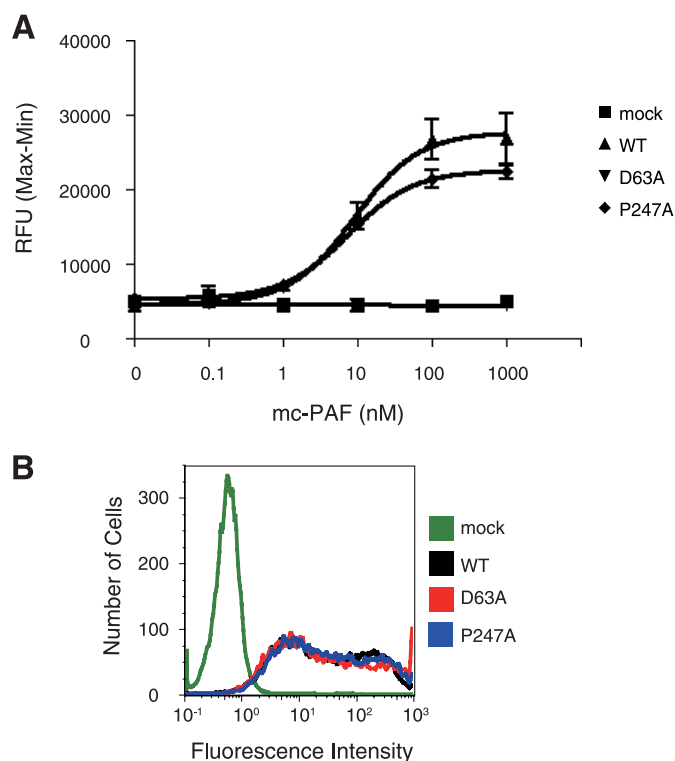 A
RFU (Max-Min)
40000
30000
20000
10000
0
0 0.1 1 10 100 1000
mc-PAF (nM)
mock
WT
D63A
P247A
B
Number of Cells
300
200
100
0
10⁻¹ 10⁰ 10¹ 10² 10³
Fluorescence Intensity
mock
WT
D63A
P247A